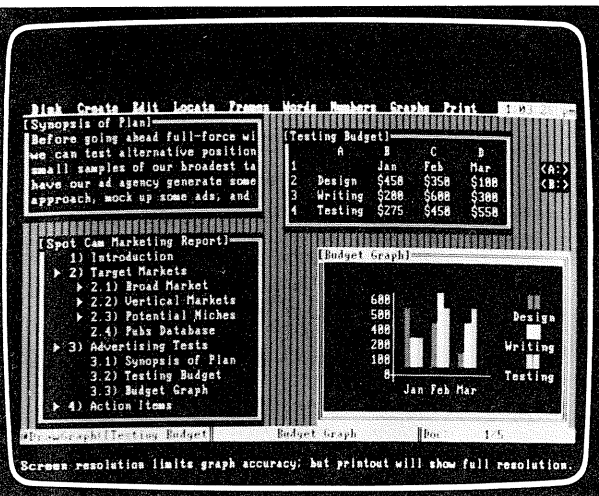 Disk Create Edit Locate Frames Words Numbers Graphs Print
[Synopsis of Plan]
Before going ahead full-force wi
we can test alternative position
small samples of our broadest ta
have our ad agency generate some
approach, mock up some ads, and
[Testing Budget]
A B C D
1 Jan Feb Mar
2 Design $450 $350 $100
3 Writing $200 $600 $300
4 Testing $275 $450 $550
<A:>
<B:>
[Spot Cam Marketing Report]
1) Introduction
2) Target Markets
2.1) Broad Market
2.2) Vertical Markets
2.3) Potential Niches
2.4) Pubs Database
3) Advertising Tests
3.1) Synopsis of Plan
3.2) Testing Budget
3.3) Budget Graph
4) Action Items
[Budget Graph]
600
500
400
300
200
100
0
Jan Feb Mar
Design
Writing
Testing
Budget Graph Doc 1/5
Screen resolution limits graph accuracy; but printout will show full resolution.